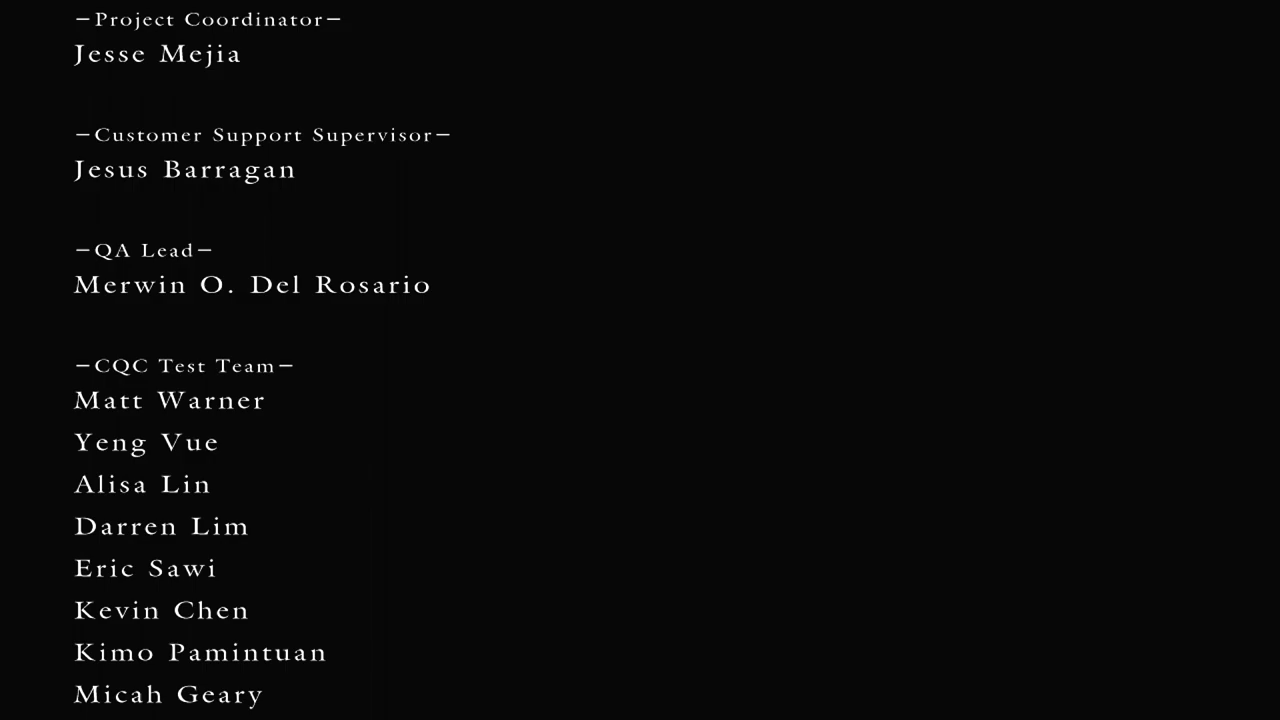 −Project Coordinator−
Jesse Mejia
−Customer Support Supervisor−
Jesus Barragan
−QA Lead−
Merwin O. Del Rosario
−CQC Test Team−
Matt Warner
Yeng Vue
Alisa Lin
Darren Lim
Eric Sawi
Kevin Chen
Kimo Pamintuan
Micah Geary